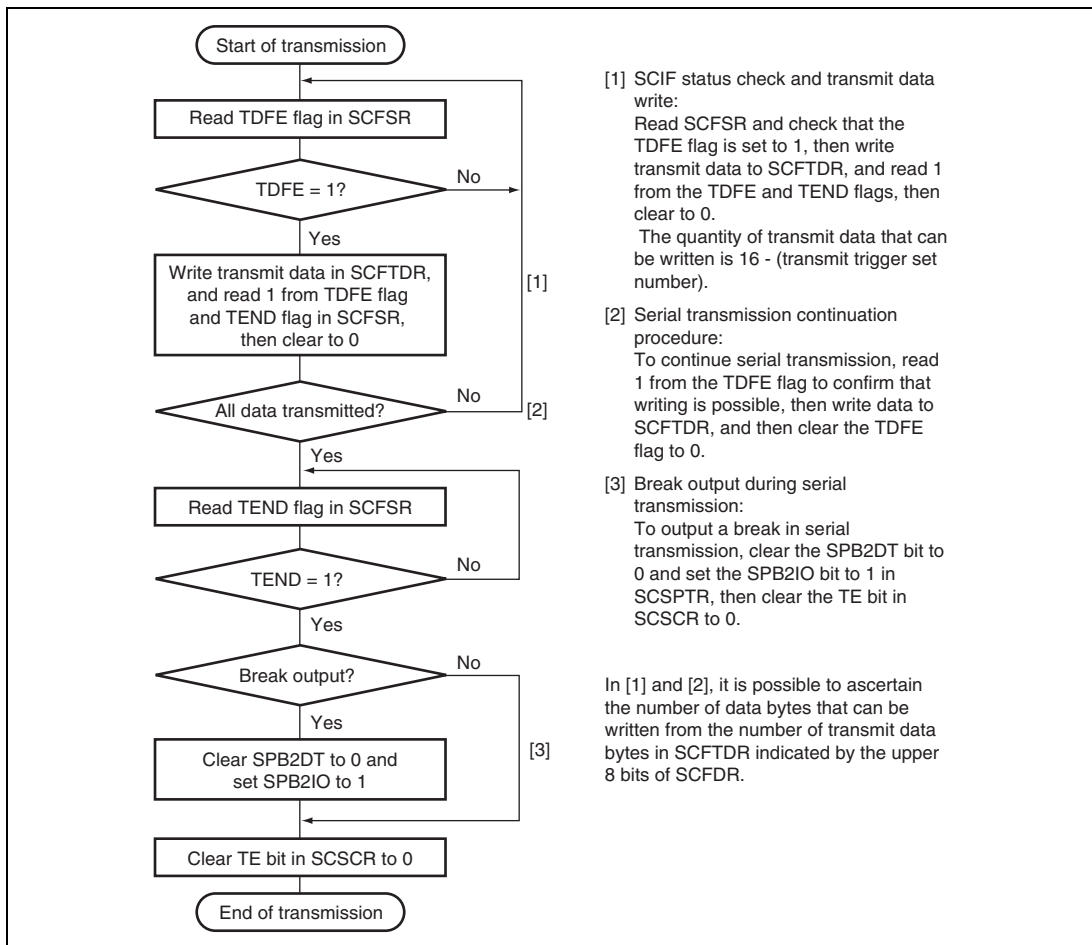 Start of transmission
Read TDFE flag in SCFSR
TDFE = 1?
No
Yes
Write transmit data in SCFTDR,
and read 1 from TDFE flag
and TEND flag in SCFSR,
then clear to 0
[1]
All data transmitted?
No
[2]
Yes
Read TEND flag in SCFSR
TEND = 1?
No
Yes
Break output?
No
Yes
Clear SPB2DT to 0 and
set SPB2IO to 1
[3]
Clear TE bit in SCSCR to 0
End of transmission
[1] SCIF status check and transmit data
write:
Read SCFSR and check that the
TDFE flag is set to 1, then write
transmit data to SCFTDR, and read 1
from the TDFE and TEND flags, then
clear to 0.
The quantity of transmit data that can
be written is 16 - (transmit trigger set
number).
[2] Serial transmission continuation
procedure:
To continue serial transmission, read
1 from the TDFE flag to confirm that
writing is possible, then write data to
SCFTDR, and then clear the TDFE
flag to 0.
[3] Break output during serial
transmission:
To output a break in serial
transmission, clear the SPB2DT bit to
0 and set the SPB2IO bit to 1 in
SCSPTR, then clear the TE bit in
SCSCR to 0.
In [1] and [2], it is possible to ascertain
the number of data bytes that can be
written from the number of transmit data
bytes in SCFTDR indicated by the upper
8 bits of SCFDR.